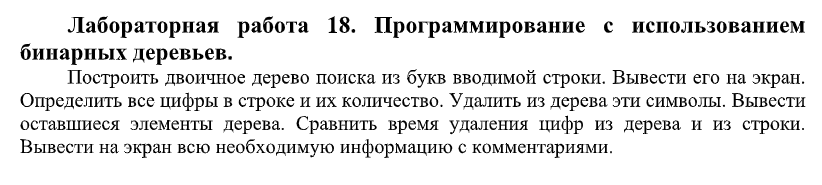 Лабораторная работа 18. Программирование с использованием
бинарных деревьев.
Построить двоичное дерево поиска из букв вводимой строки. Вывести его на экран.
Определить все цифры в строке и их количество. Удалить из дерева эти символы. Вывести
оставшиеся элементы дерева. Сравнить время удаления цифр из дерева и из строки.
Вывести на экран всю необходимую информацию с комментариями.